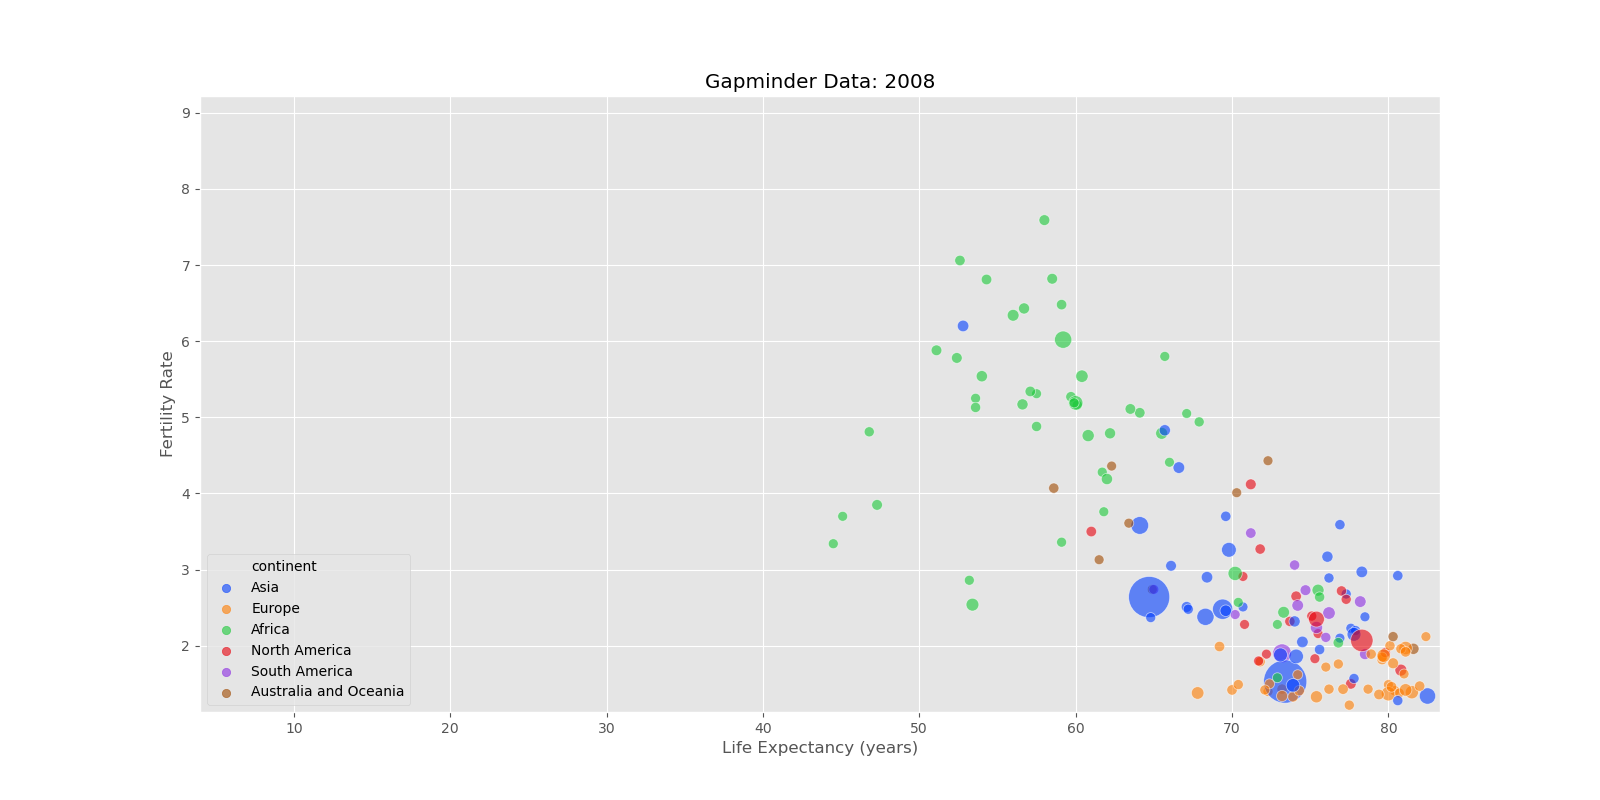 Gapminder Data: 2008
Fertility Rate
9
8
7
6
5
4
3
2
continent
Asia
Europe
Africa
North America
South America
Australia and Oceania
10 20 30 40 50 60 70 80
Life Expectancy (years)